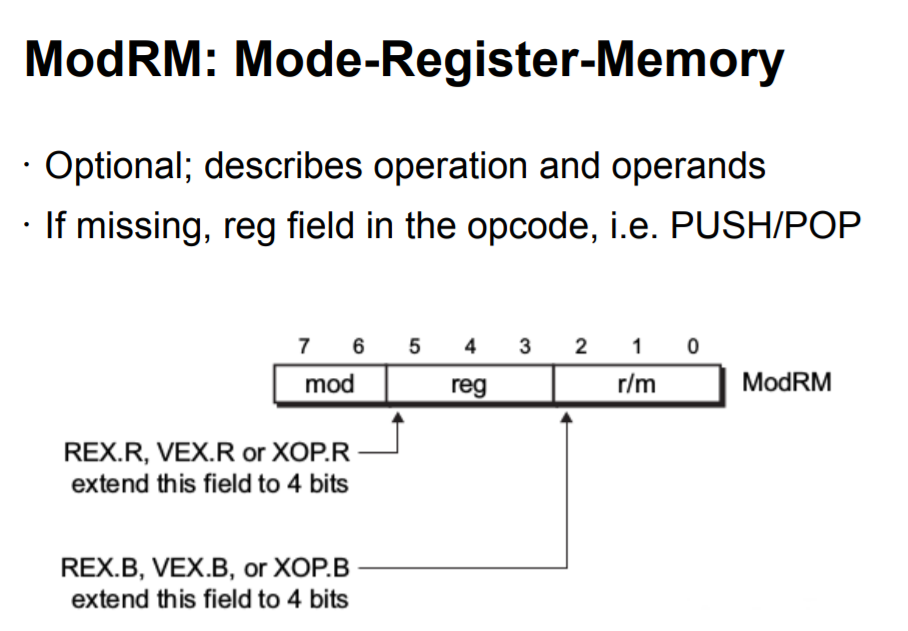 ModRM: Mode-Register-Memory
· Optional; describes operation and operands
· If missing, reg field in the opcode, i.e. PUSH/POP
7 6 5 4 3 2 1 0
mod reg r/m ModRM
REX.R, VEX.R or XOP.R
extend this field to 4 bits
REX.B, VEX.B, or XOP.B
extend this field to 4 bits